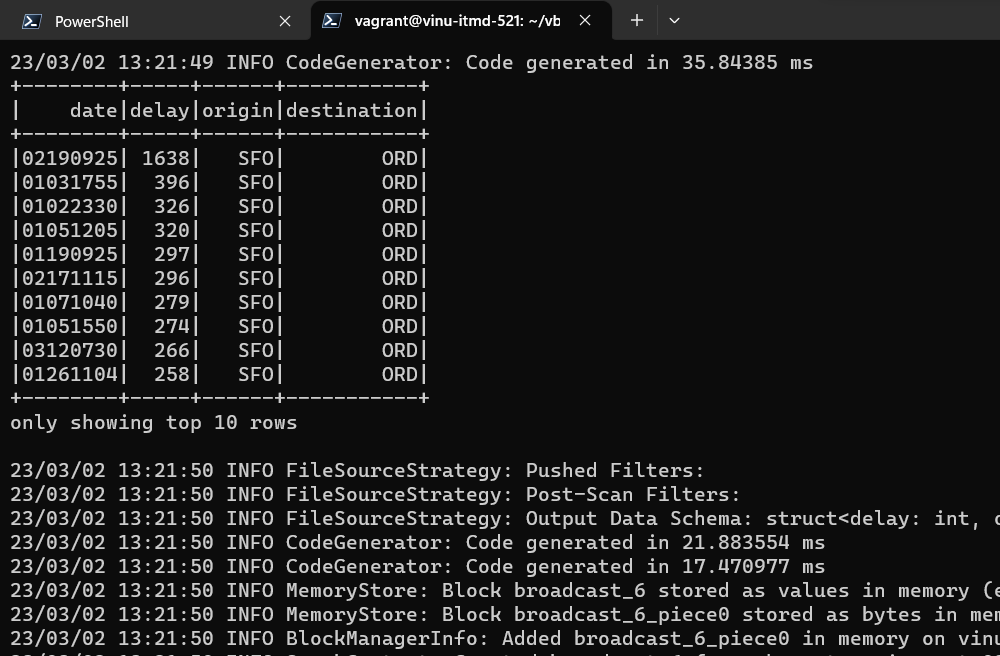 PowerShell
vagrant@vinu-itmd-521: ~/vb
23/03/02 13:21:49 INFO CodeGenerator: Code generated in 35.84385 ms
+--------+-----+------+-----------+
|    date|delay|origin|destination|
+--------+-----+------+-----------+
|02190925| 1638|   SFO|        ORD|
|01031755|  396|   SFO|        ORD|
|01022330|  326|   SFO|        ORD|
|01051205|  320|   SFO|        ORD|
|01190925|  297|   SFO|        ORD|
|02171115|  296|   SFO|        ORD|
|01071040|  279|   SFO|        ORD|
|01051550|  274|   SFO|        ORD|
|03120730|  266|   SFO|        ORD|
|01261104|  258|   SFO|        ORD|
+--------+-----+------+-----------+
only showing top 10 rows
23/03/02 13:21:50 INFO FileSourceStrategy: Pushed Filters:
23/03/02 13:21:50 INFO FileSourceStrategy: Post-Scan Filters:
23/03/02 13:21:50 INFO FileSourceStrategy: Output Data Schema: struct<delay: int,
23/03/02 13:21:50 INFO CodeGenerator: Code generated in 21.883554 ms
23/03/02 13:21:50 INFO CodeGenerator: Code generated in 17.470977 ms
23/03/02 13:21:50 INFO MemoryStore: Block broadcast_6 stored as values in memory (e
23/03/02 13:21:50 INFO MemoryStore: Block broadcast_6_piece0 stored as bytes in mem
23/03/02 13:21:50 INFO BlockManagerInfo: Added broadcast_6_piece0 in memory on vinu